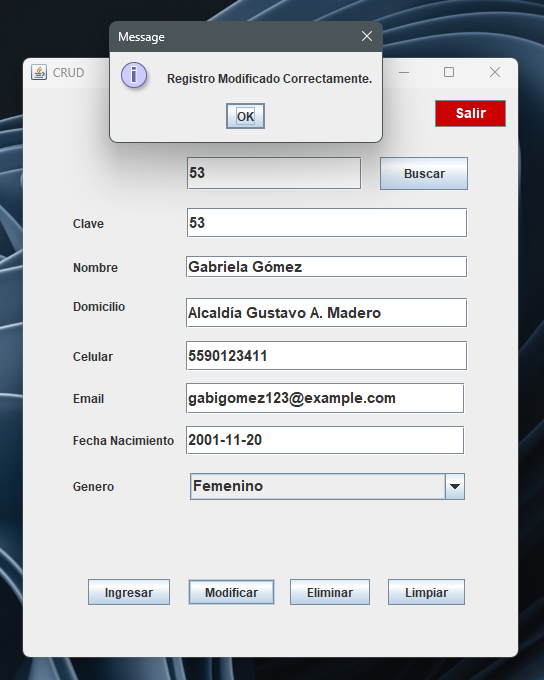 Message
Registro Modificado Correctamente.
OK
CRUD
Salir
53
Buscar
Clave
53
Nombre
Gabriela Gómez
Domicilio
Alcaldía Gustavo A. Madero
Celular
5590123411
Email
gabigomez123@example.com
Fecha Nacimiento
2001-11-20
Genero
Femenino
Ingresar Modificar Eliminar Limpiar